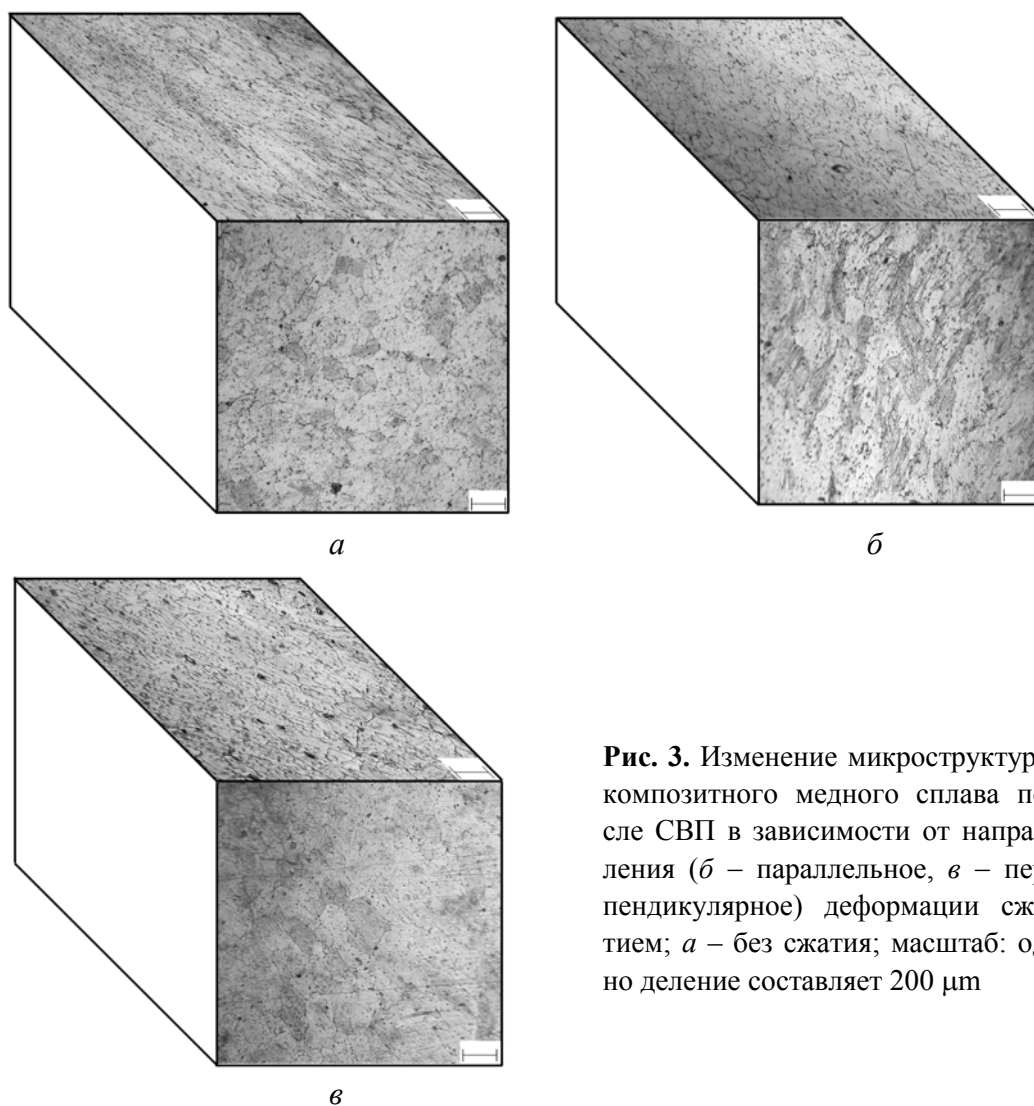 а
б
в
Рис. 3. Изменение микроструктур
композитного медного сплава по
сле СВП в зависимости от направ
ления (б – параллельное, в – пер
пендикулярное) деформации сжа
тием; а – без сжатия; масштаб: од
но деление составляет 200 μm